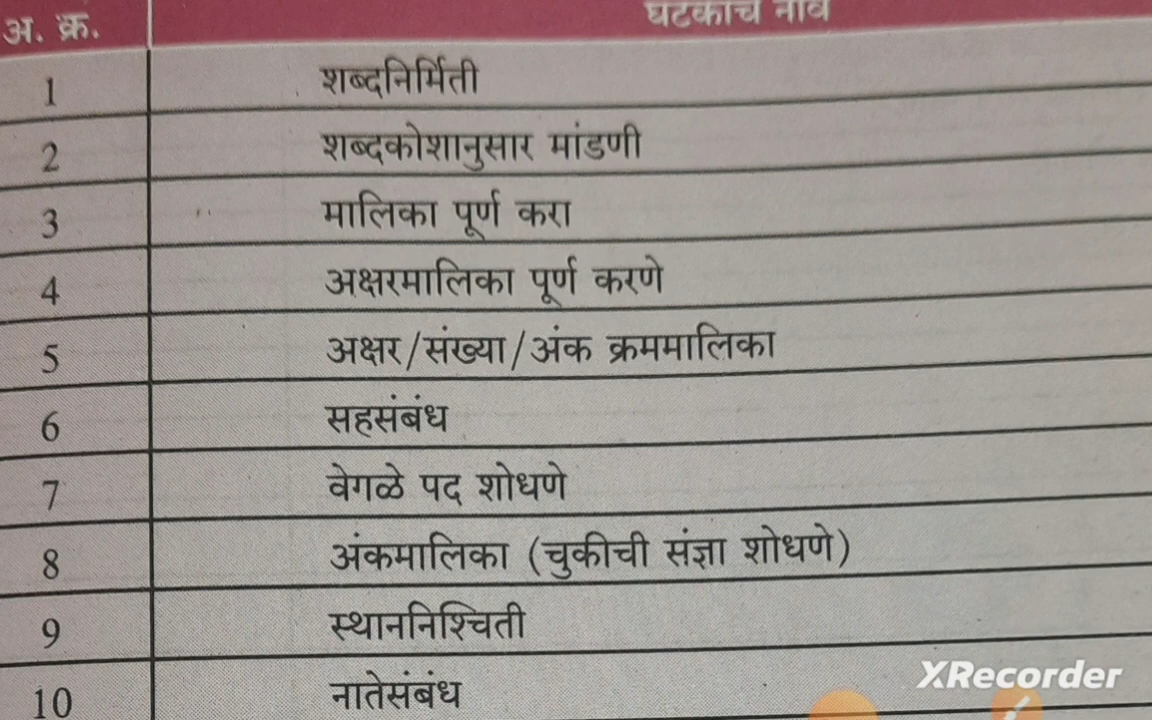 अ. क्र. घटकाचे नाव
1 शब्दनिर्मिती
2 शब्दकोशानुसार मांडणी
3 मालिका पूर्ण करा
4 अक्षरमालिका पूर्ण करणे
5 अक्षर/संख्या/अंक क्रममालिका
6 सहसंबंध
7 वेगळे पद शोधणे
8 अंकमालिका (चुकीची संज्ञा शोधणे)
9 स्थाननिश्चिती
10 नातेसंबंध
XRecorder